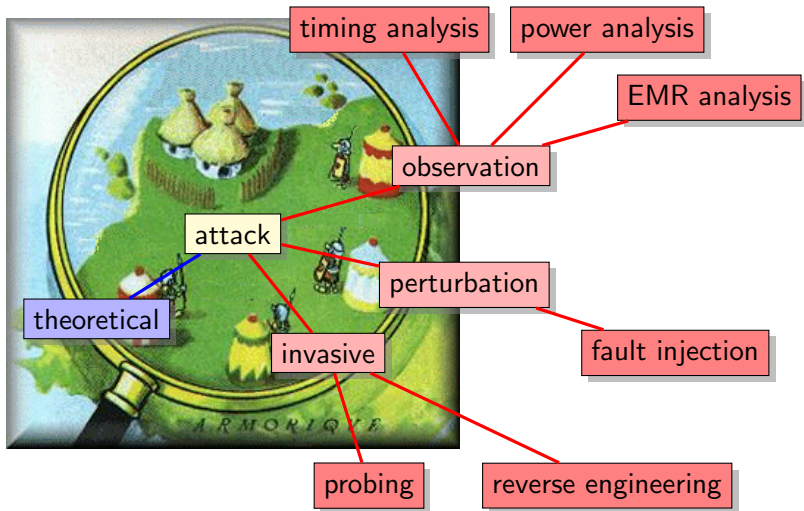 timing analysis
power analysis
EMR analysis
observation
attack
perturbation
theoretical
invasive
fault injection
ARMORIQUE
probing
reverse engineering